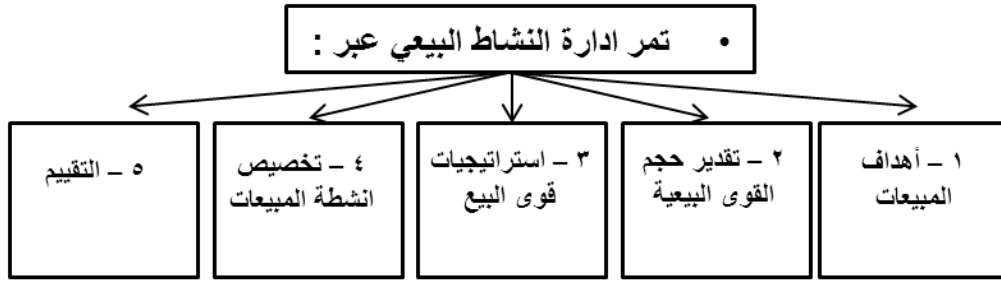 • تمر ادارة النشاط البيعي عبر :
١ – أهداف
المبيعات
٢ – تقدير حجم
القوى البيعية
٣ – استراتيجيات
قوى البيع
٤ – تخصيص
انشطة المبيعات
٥ – التقييم